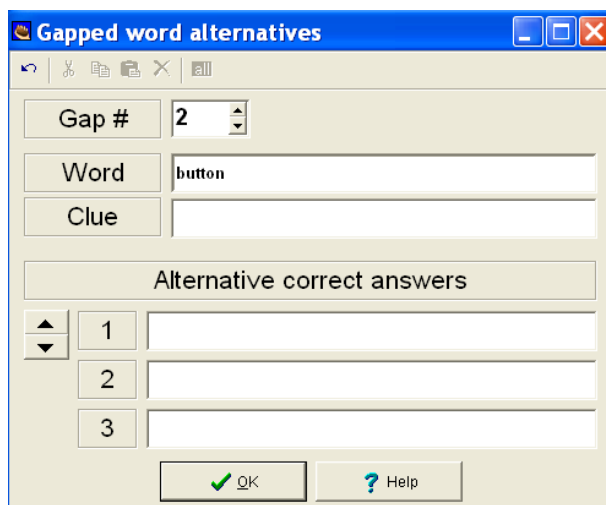 Gapped word alternatives
all
Gap # 2
Word button
Clue
Alternative correct answers
1
2
3
OK ? Help